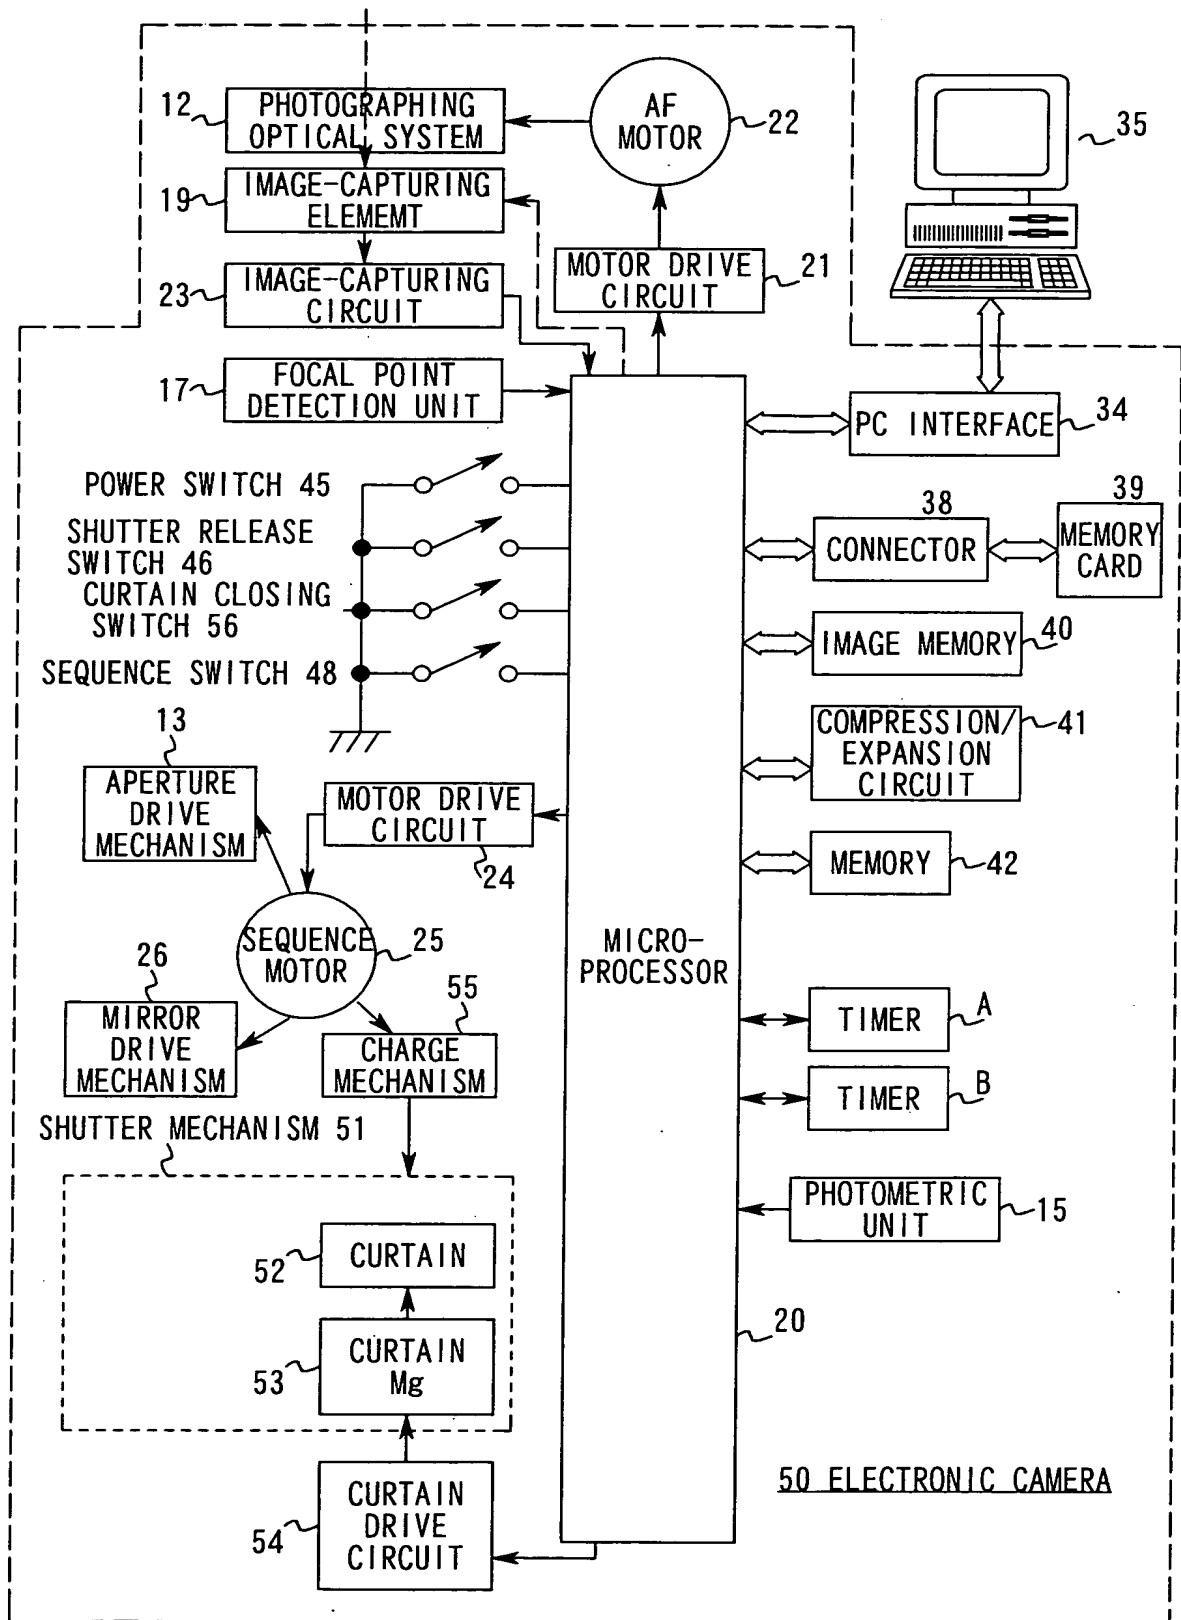 12
PHOTOGRAPHING
OPTICAL SYSTEM
AF
MOTOR
22
35
19
IMAGE-CAPTURING
ELEMEMT
23
IMAGE-CAPTURING
CIRCUIT
MOTOR DRIVE
CIRCUIT
21
17
FOCAL POINT
DETECTION UNIT
PC INTERFACE
34
POWER SWITCH 45
SHUTTER RELEASE
SWITCH 46
CURTAIN CLOSING
SWITCH 56
SEQUENCE SWITCH 48
38
CONNECTOR
39
MEMORY
CARD
IMAGE MEMORY
40
COMPRESSION/
EXPANSION
CIRCUIT
41
MEMORY
42
13
APERTURE
DRIVE
MECHANISM
MOTOR DRIVE
CIRCUIT
24
SEQUENCE
MOTOR
25
MICRO-
PROCESSOR
26
MIRROR
DRIVE
MECHANISM
55
CHARGE
MECHANISM
TIMER
A
TIMER
B
SHUTTER MECHANISM 51
PHOTOMETRIC
UNIT
15
52
CURTAIN
53
CURTAIN
Mg
20
54
CURTAIN
DRIVE
CIRCUIT
50 ELECTRONIC CAMERA